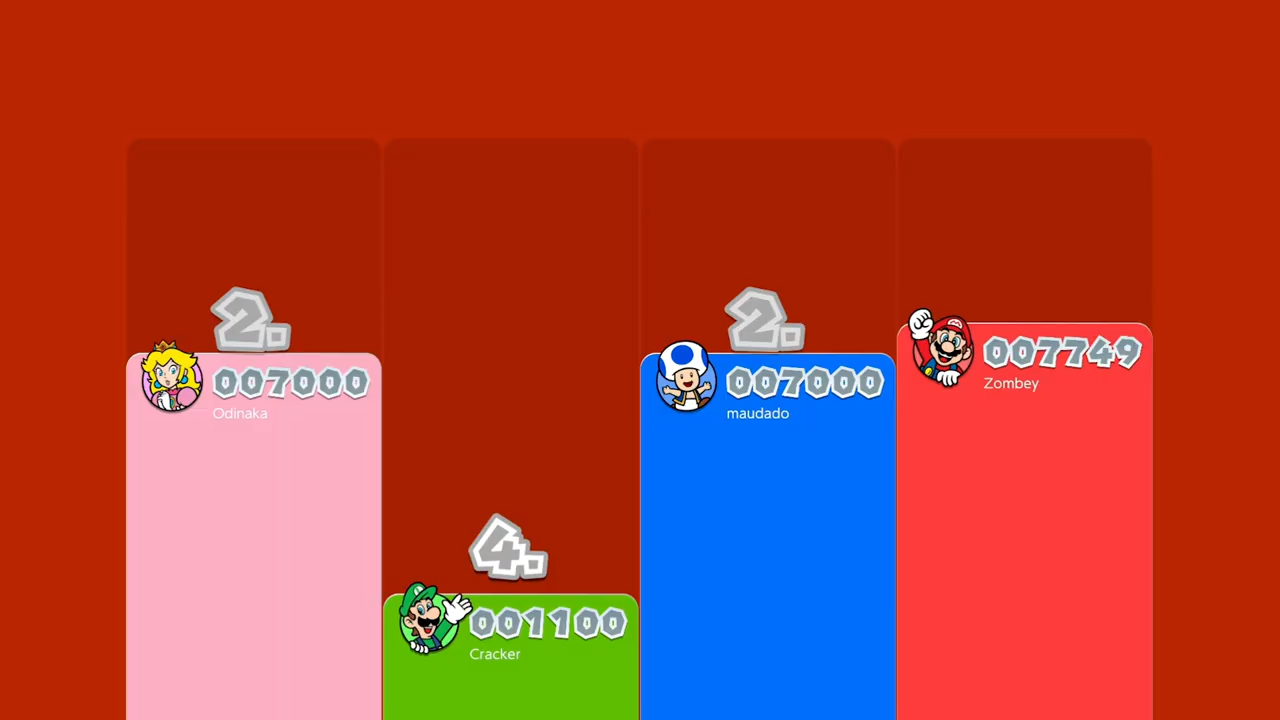 2.
007000
Odinaka
4.
001100
Cracker
2.
007000
maudado
007749
Zombey